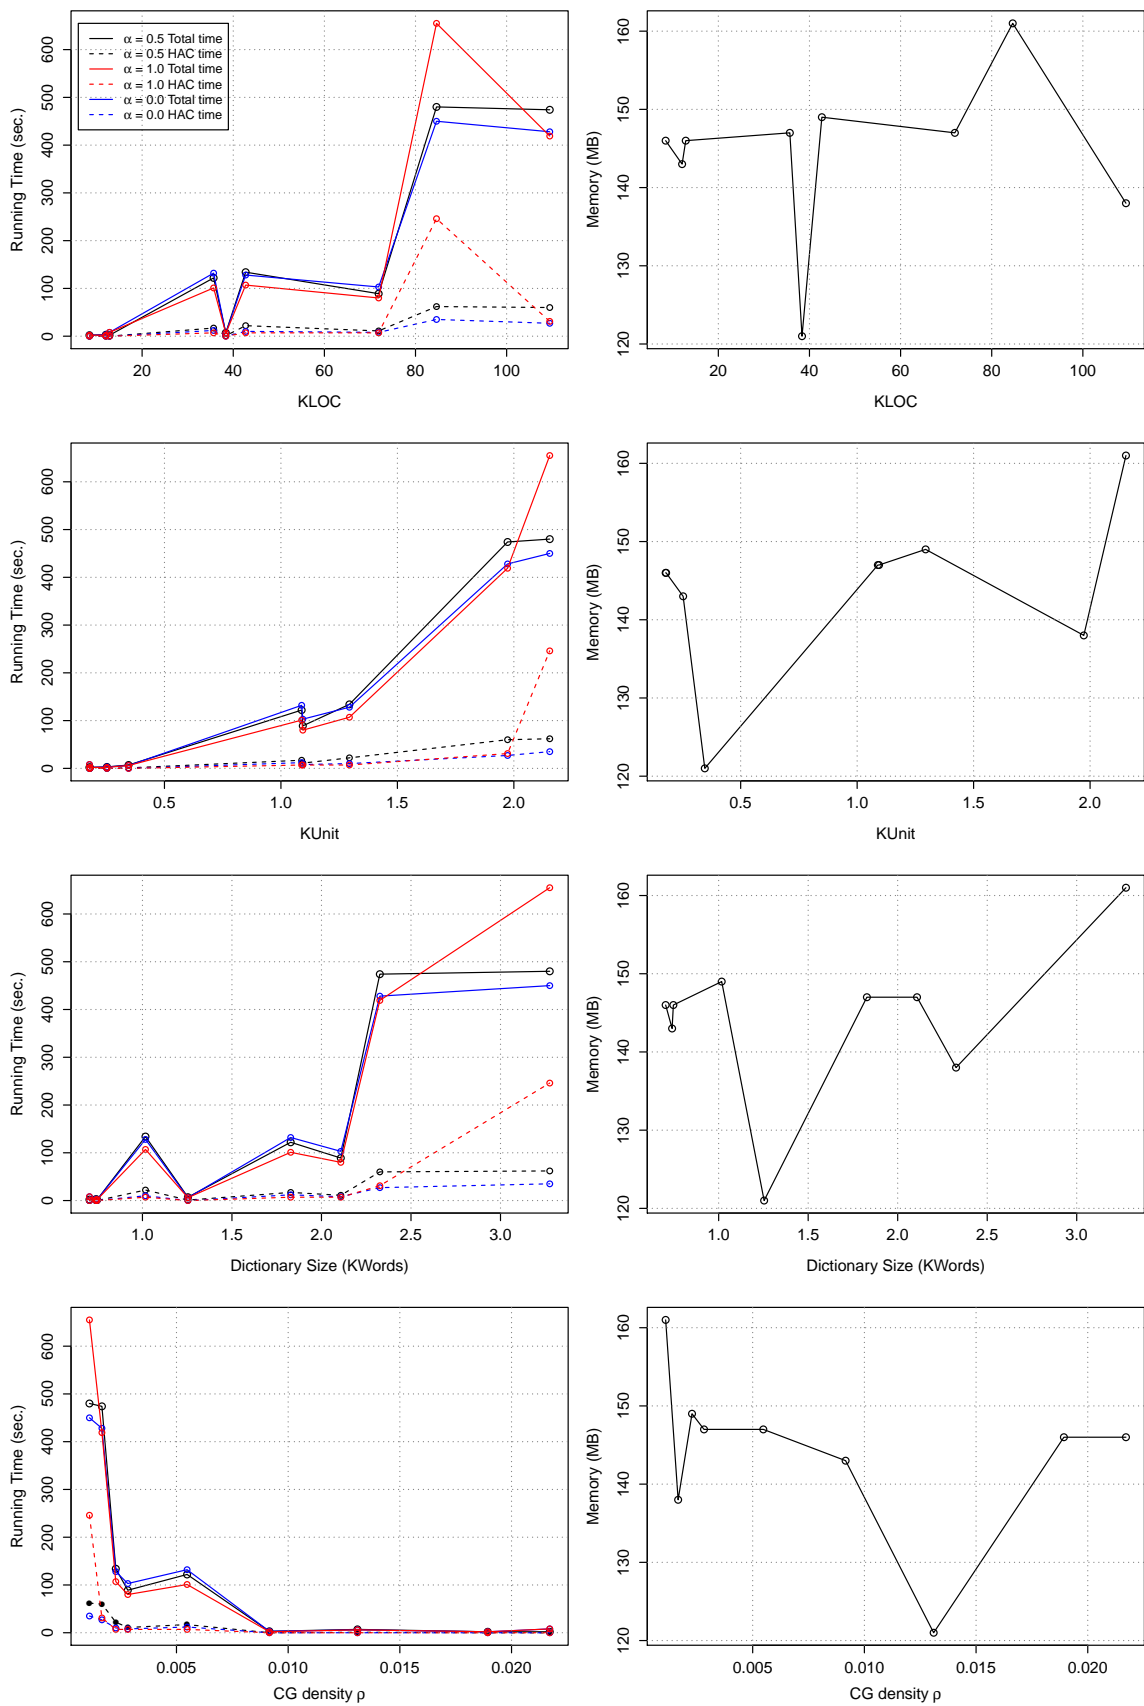 α = 0.5 Total time
α = 0.5 HAC time
α = 1.0 Total time
α = 1.0 HAC time
α = 0.0 Total time
α = 0.0 HAC time
Running Time (sec.)
0 100 200 300 400 500 600
20 40 60 80 100
KLOC
Memory (MB)
120 130 140 150 160
20 40 60 80 100
KLOC
Running Time (sec.)
0 100 200 300 400 500 600
0.5 1.0 1.5 2.0
KUnit
Memory (MB)
120 130 140 150 160
0.5 1.0 1.5 2.0
KUnit
Running Time (sec.)
0 100 200 300 400 500 600
1.0 1.5 2.0 2.5 3.0
Dictionary Size (KWords)
Memory (MB)
120 130 140 150 160
1.0 1.5 2.0 2.5 3.0
Dictionary Size (KWords)
Running Time (sec.)
0 100 200 300 400 500 600
0.005 0.010 0.015 0.020
CG density ρ
Memory (MB)
120 130 140 150 160
0.005 0.010 0.015 0.020
CG density ρ